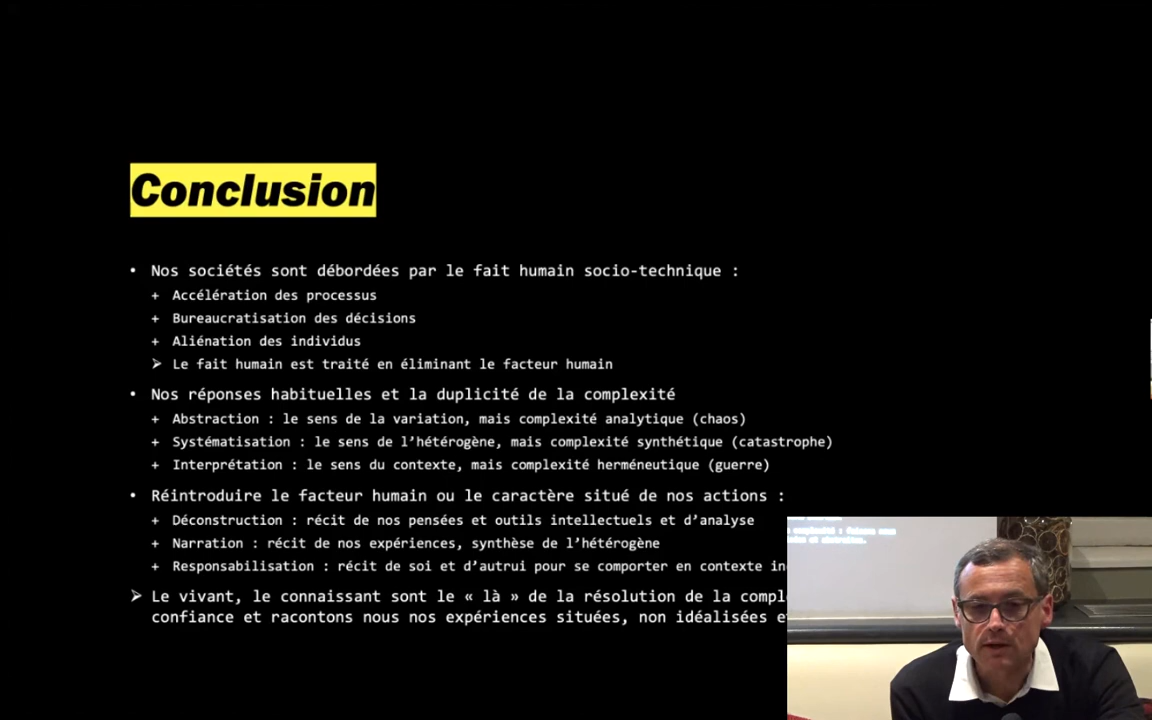 Conclusion
• Nos sociétés sont débordées par le fait humain socio-technique :
+ Accélération des processus
+ Bureaucratisation des décisions
+ Aliénation des individus
➢ Le fait humain est traité en éliminant le facteur humain
• Nos réponses habituelles et la duplicité de la complexité
+ Abstraction : le sens de la variation, mais complexité analytique (chaos)
+ Systématisation : le sens de l’hétérogène, mais complexité synthétique (catastrophe)
+ Interprétation : le sens du contexte, mais complexité herméneutique (guerre)
• Réintroduire le facteur humain ou le caractère situé de nos actions :
+ Déconstruction : récit de nos pensées et outils intellectuels et d’analyse
+ Narration : récit de nos expériences, synthèse de l’hétérogène
+ Responsabilisation : récit de soi et d’autrui pour se comporter en contexte
➢ Le vivant, le connaissant sont le « là » de la résolution de la
confiance et racontons nous nos expériences situées, non idéalisées